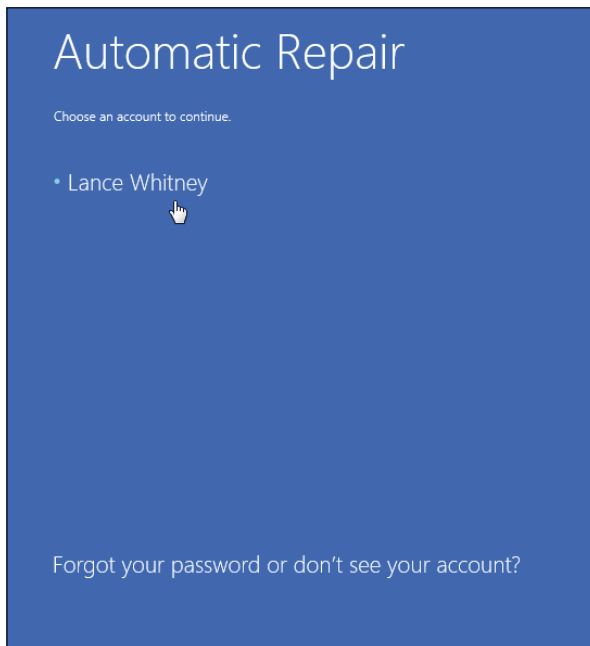 Automatic Repair
Choose an account to continue.
• Lance Whitney
Forgot your password or don't see your account?